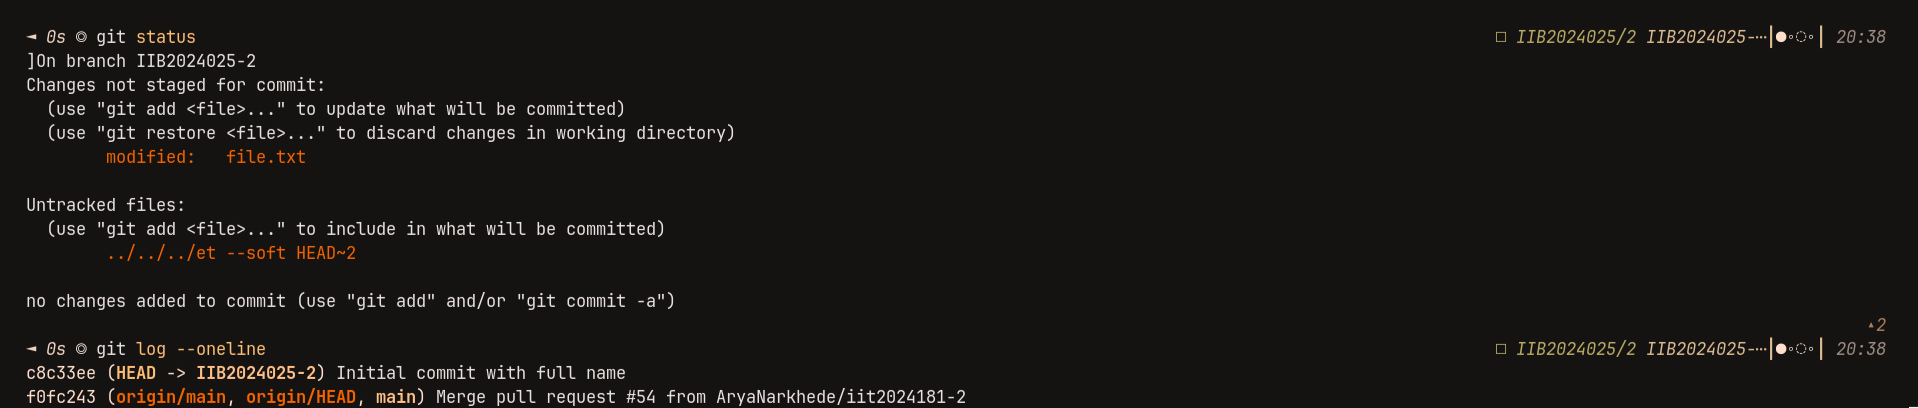 ◄ 0s ◎ git status □ IIB2024025/2 IIB2024025-⋯│●◦◌◦│ 20:38
]On branch IIB2024025-2
Changes not staged for commit:
  (use "git add <file>..." to update what will be committed)
  (use "git restore <file>..." to discard changes in working directory)
        modified:   file.txt
Untracked files:
  (use "git add <file>..." to include in what will be committed)
        ../../../et --soft HEAD~2
no changes added to commit (use "git add" and/or "git commit -a")
▴2
◄ 0s ◎ git log --oneline □ IIB2024025/2 IIB2024025-⋯│●◦◌◦│ 20:38
c8c33ee (HEAD -> IIB2024025-2) Initial commit with full name
f0fc243 (origin/main, origin/HEAD, main) Merge pull request #54 from AryaNarkhede/iit2024181-2